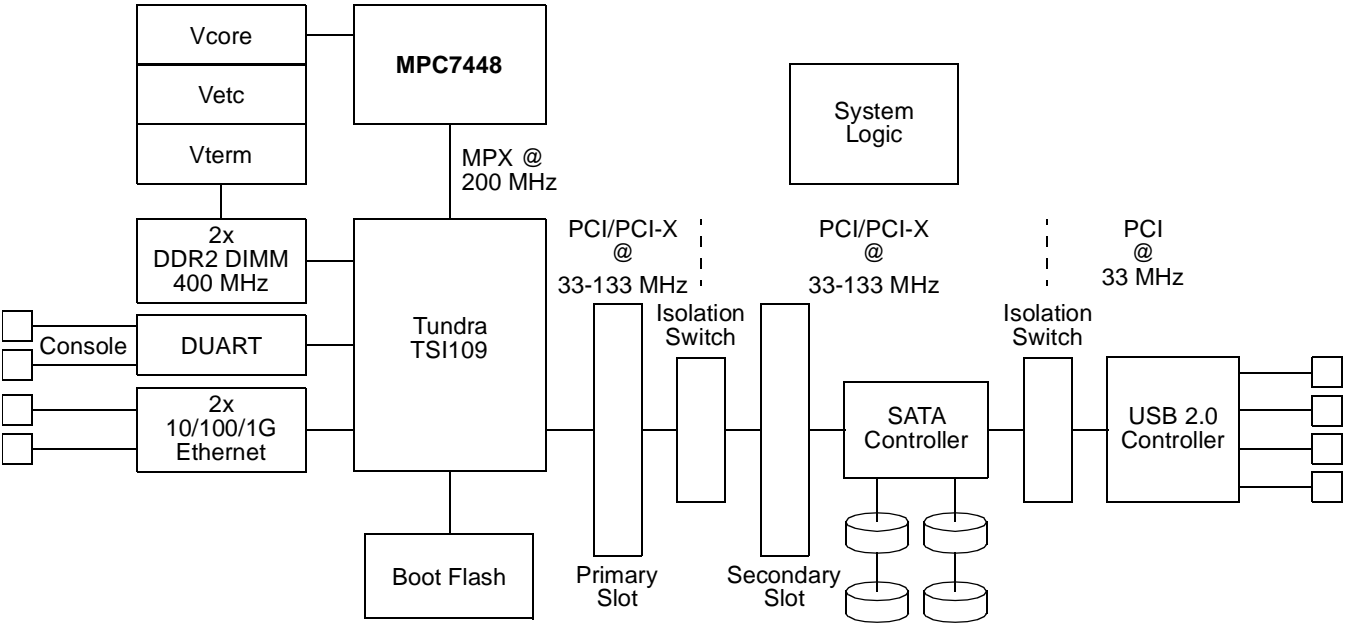 Vcore
MPC7448
Vetc
System
Logic
Vterm
MPX @
200 MHz
2x
DDR2 DIMM
400 MHz
PCI/PCI-X
@
33-133 MHz
PCI/PCI-X
@
33-133 MHz
PCI
@
33 MHz
Console
DUART
Tundra
TSI109
Isolation
Switch
Isolation
Switch
2x
10/100/1G
Ethernet
SATA
Controller
USB 2.0
Controller
Boot Flash
Primary
Slot
Secondary
Slot